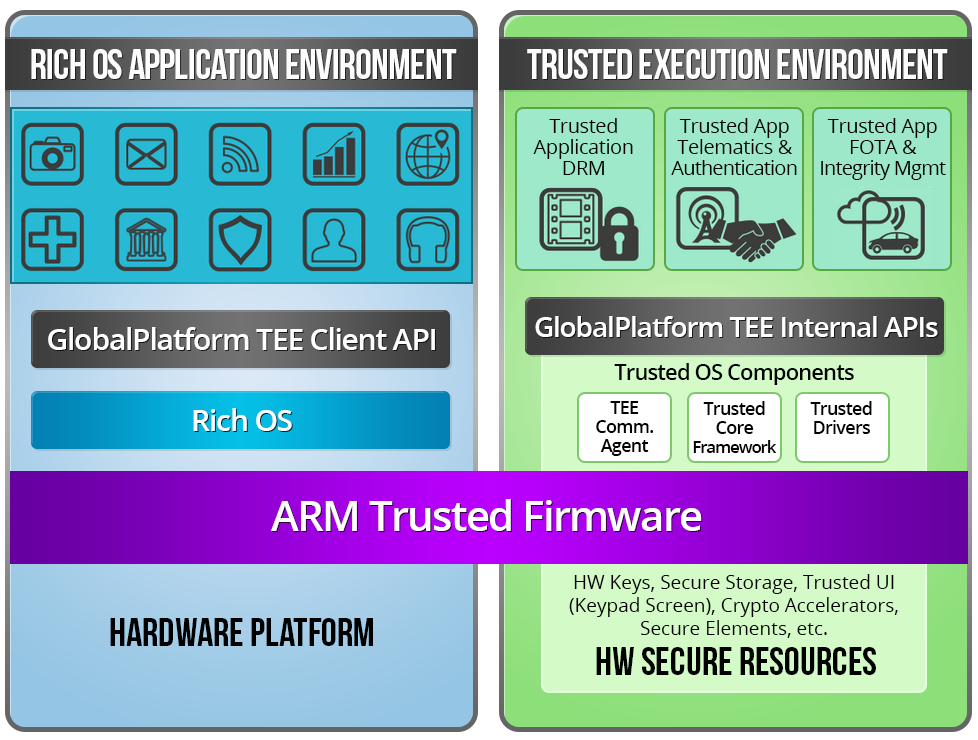 RICH OS APPLICATION ENVIRONMENT
GlobalPlatform TEE Client API
Rich OS
TRUSTED EXECUTION ENVIRONMENT
Trusted
Application
DRM
Trusted App
Telematics &
Authentication
Trusted App
FOTA &
Integrity Mgmt
GlobalPlatform TEE Internal APIs
Trusted OS Components
TEE
Comm.
Agent
Trusted
Core
Framework
Trusted
Drivers
ARM Trusted Firmware
HARDWARE PLATFORM
HW Keys, Secure Storage, Trusted UI
(Keypad Screen), Crypto Accelerators,
Secure Elements, etc.
HW SECURE RESOURCES